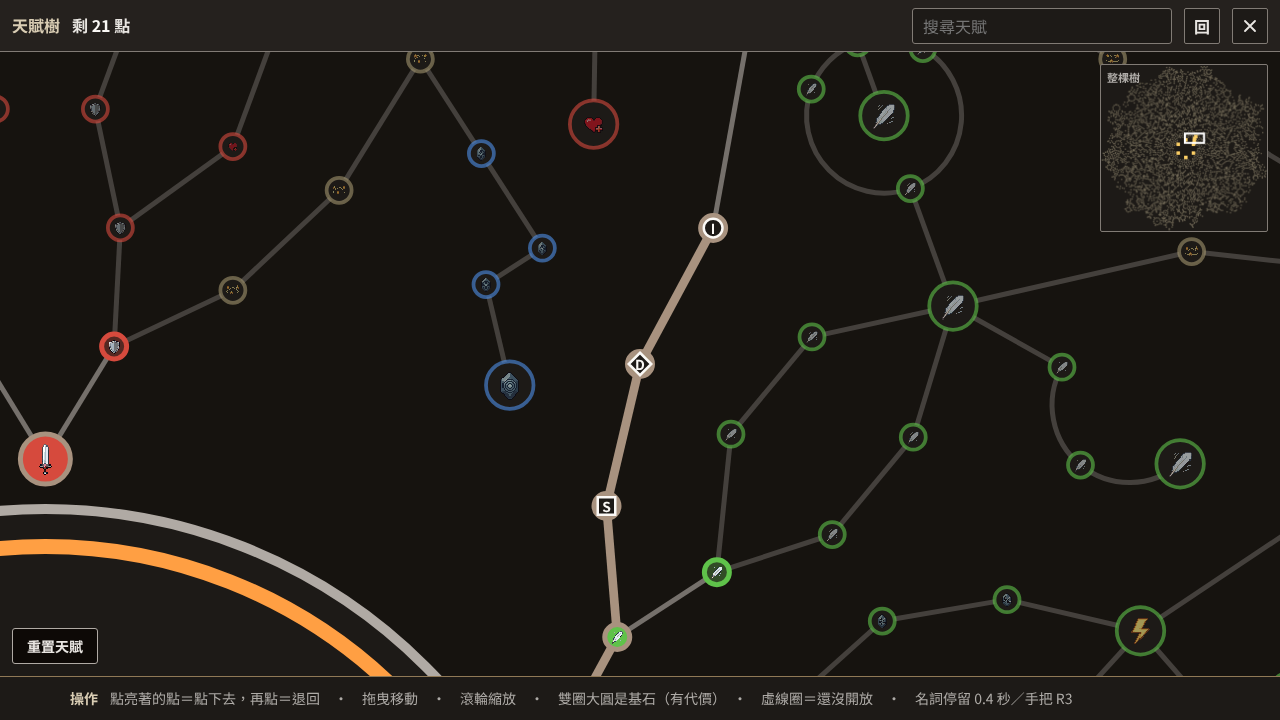 天賦樹 剩 21 點
搜尋天賦
回
✕
整棵樹
I
D
S
重置天賦
操作 點亮著的點＝點下去，再點＝退回 • 拖曳移動 • 滾輪縮放 • 雙圈大圓是基石（有代價） • 虛線圈＝還沒開放 • 名詞停留 0.4 秒／手把 R3